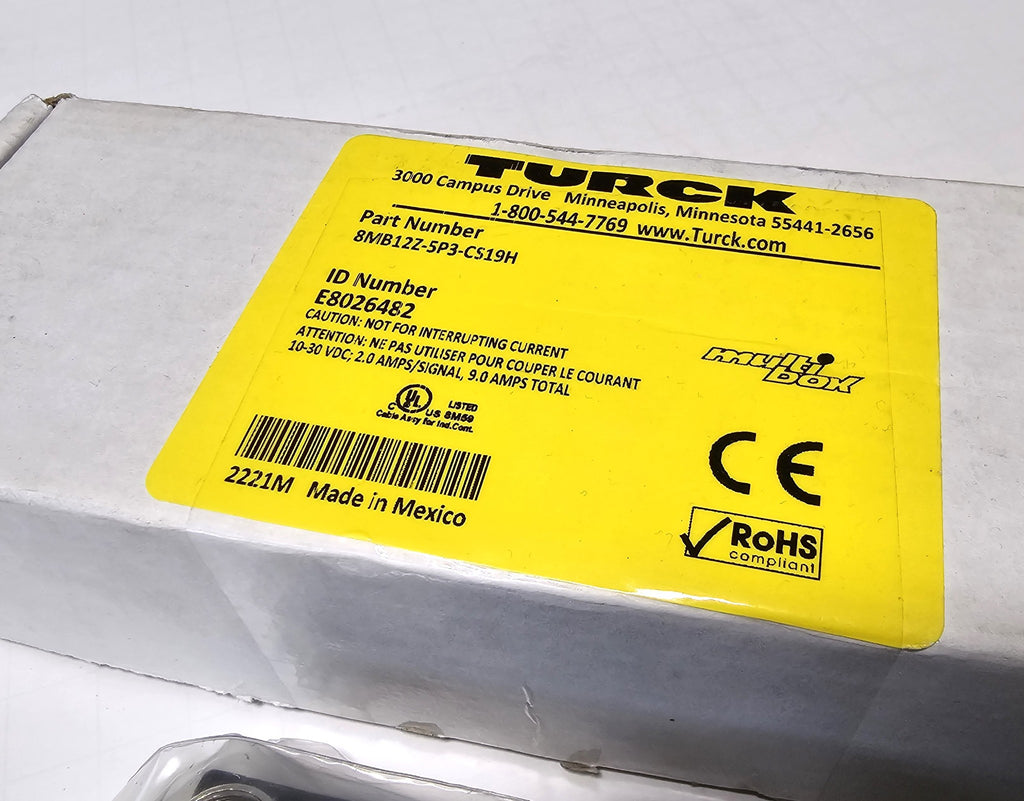 TURCK
3000 Campus Drive Minneapolis, Minnesota 55441-2656
1-800-544-7769 www.Turck.com
Part Number
8MB12Z-5P3-CS19H
ID Number
E8026482
CAUTION: NOT FOR INTERRUPTING CURRENT
ATTENTION: NE PAS UTILISER POUR COUPER LE COURANT
10-30 VDC; 2.0 AMPS/SIGNAL, 9.0 AMPS TOTAL
multi
box
C UL US LISTED
8M59
Cable Ass'y for Ind.Cont.
CE
2221M Made in Mexico
RoHS
compliant